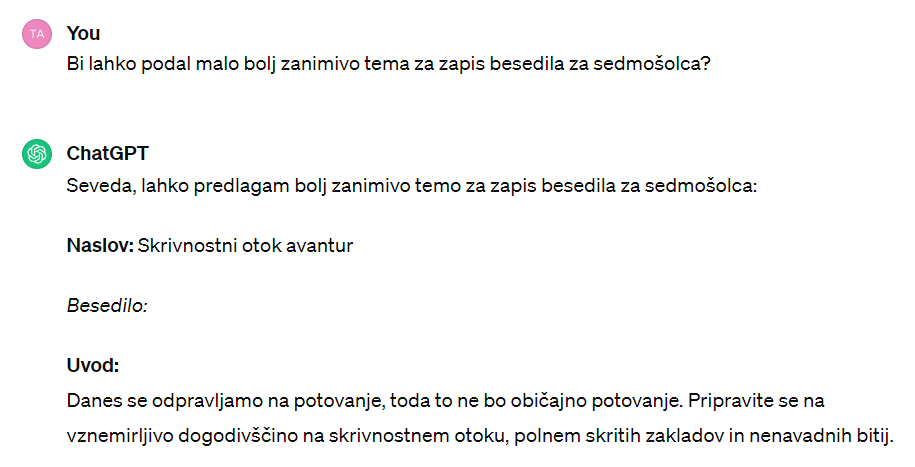 TA You
Bi lahko podal malo bolj zanimivo tema za zapis besedila za sedmošolca?
ChatGPT
Seveda, lahko predlagam bolj zanimivo temo za zapis besedila za sedmošolca:
Naslov: Skrivnostni otok avantur
Besedilo:
Uvod:
Danes se odpravljamo na potovanje, toda to ne bo običajno potovanje. Pripravite se na
vznemirljivo dogodivščino na skrivnostnem otoku, polnem skritih zakladov in nenavadnih bitij.